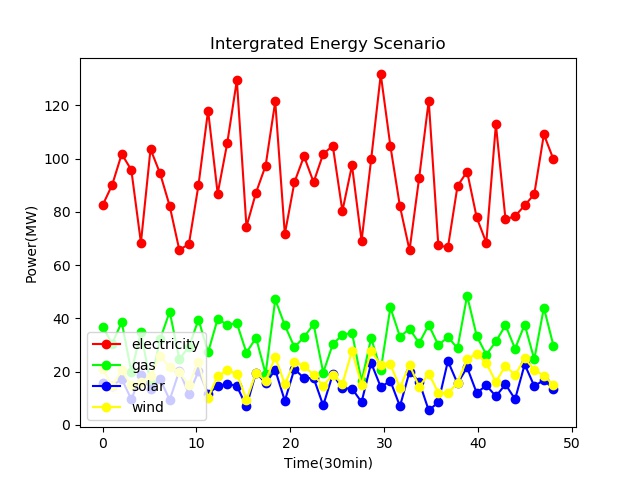 Intergrated Energy Scenario
Power(MW)
120
100
80
60
40
20
0
electricity
gas
solar
wind
0 10 20 30 40 50
Time(30min)